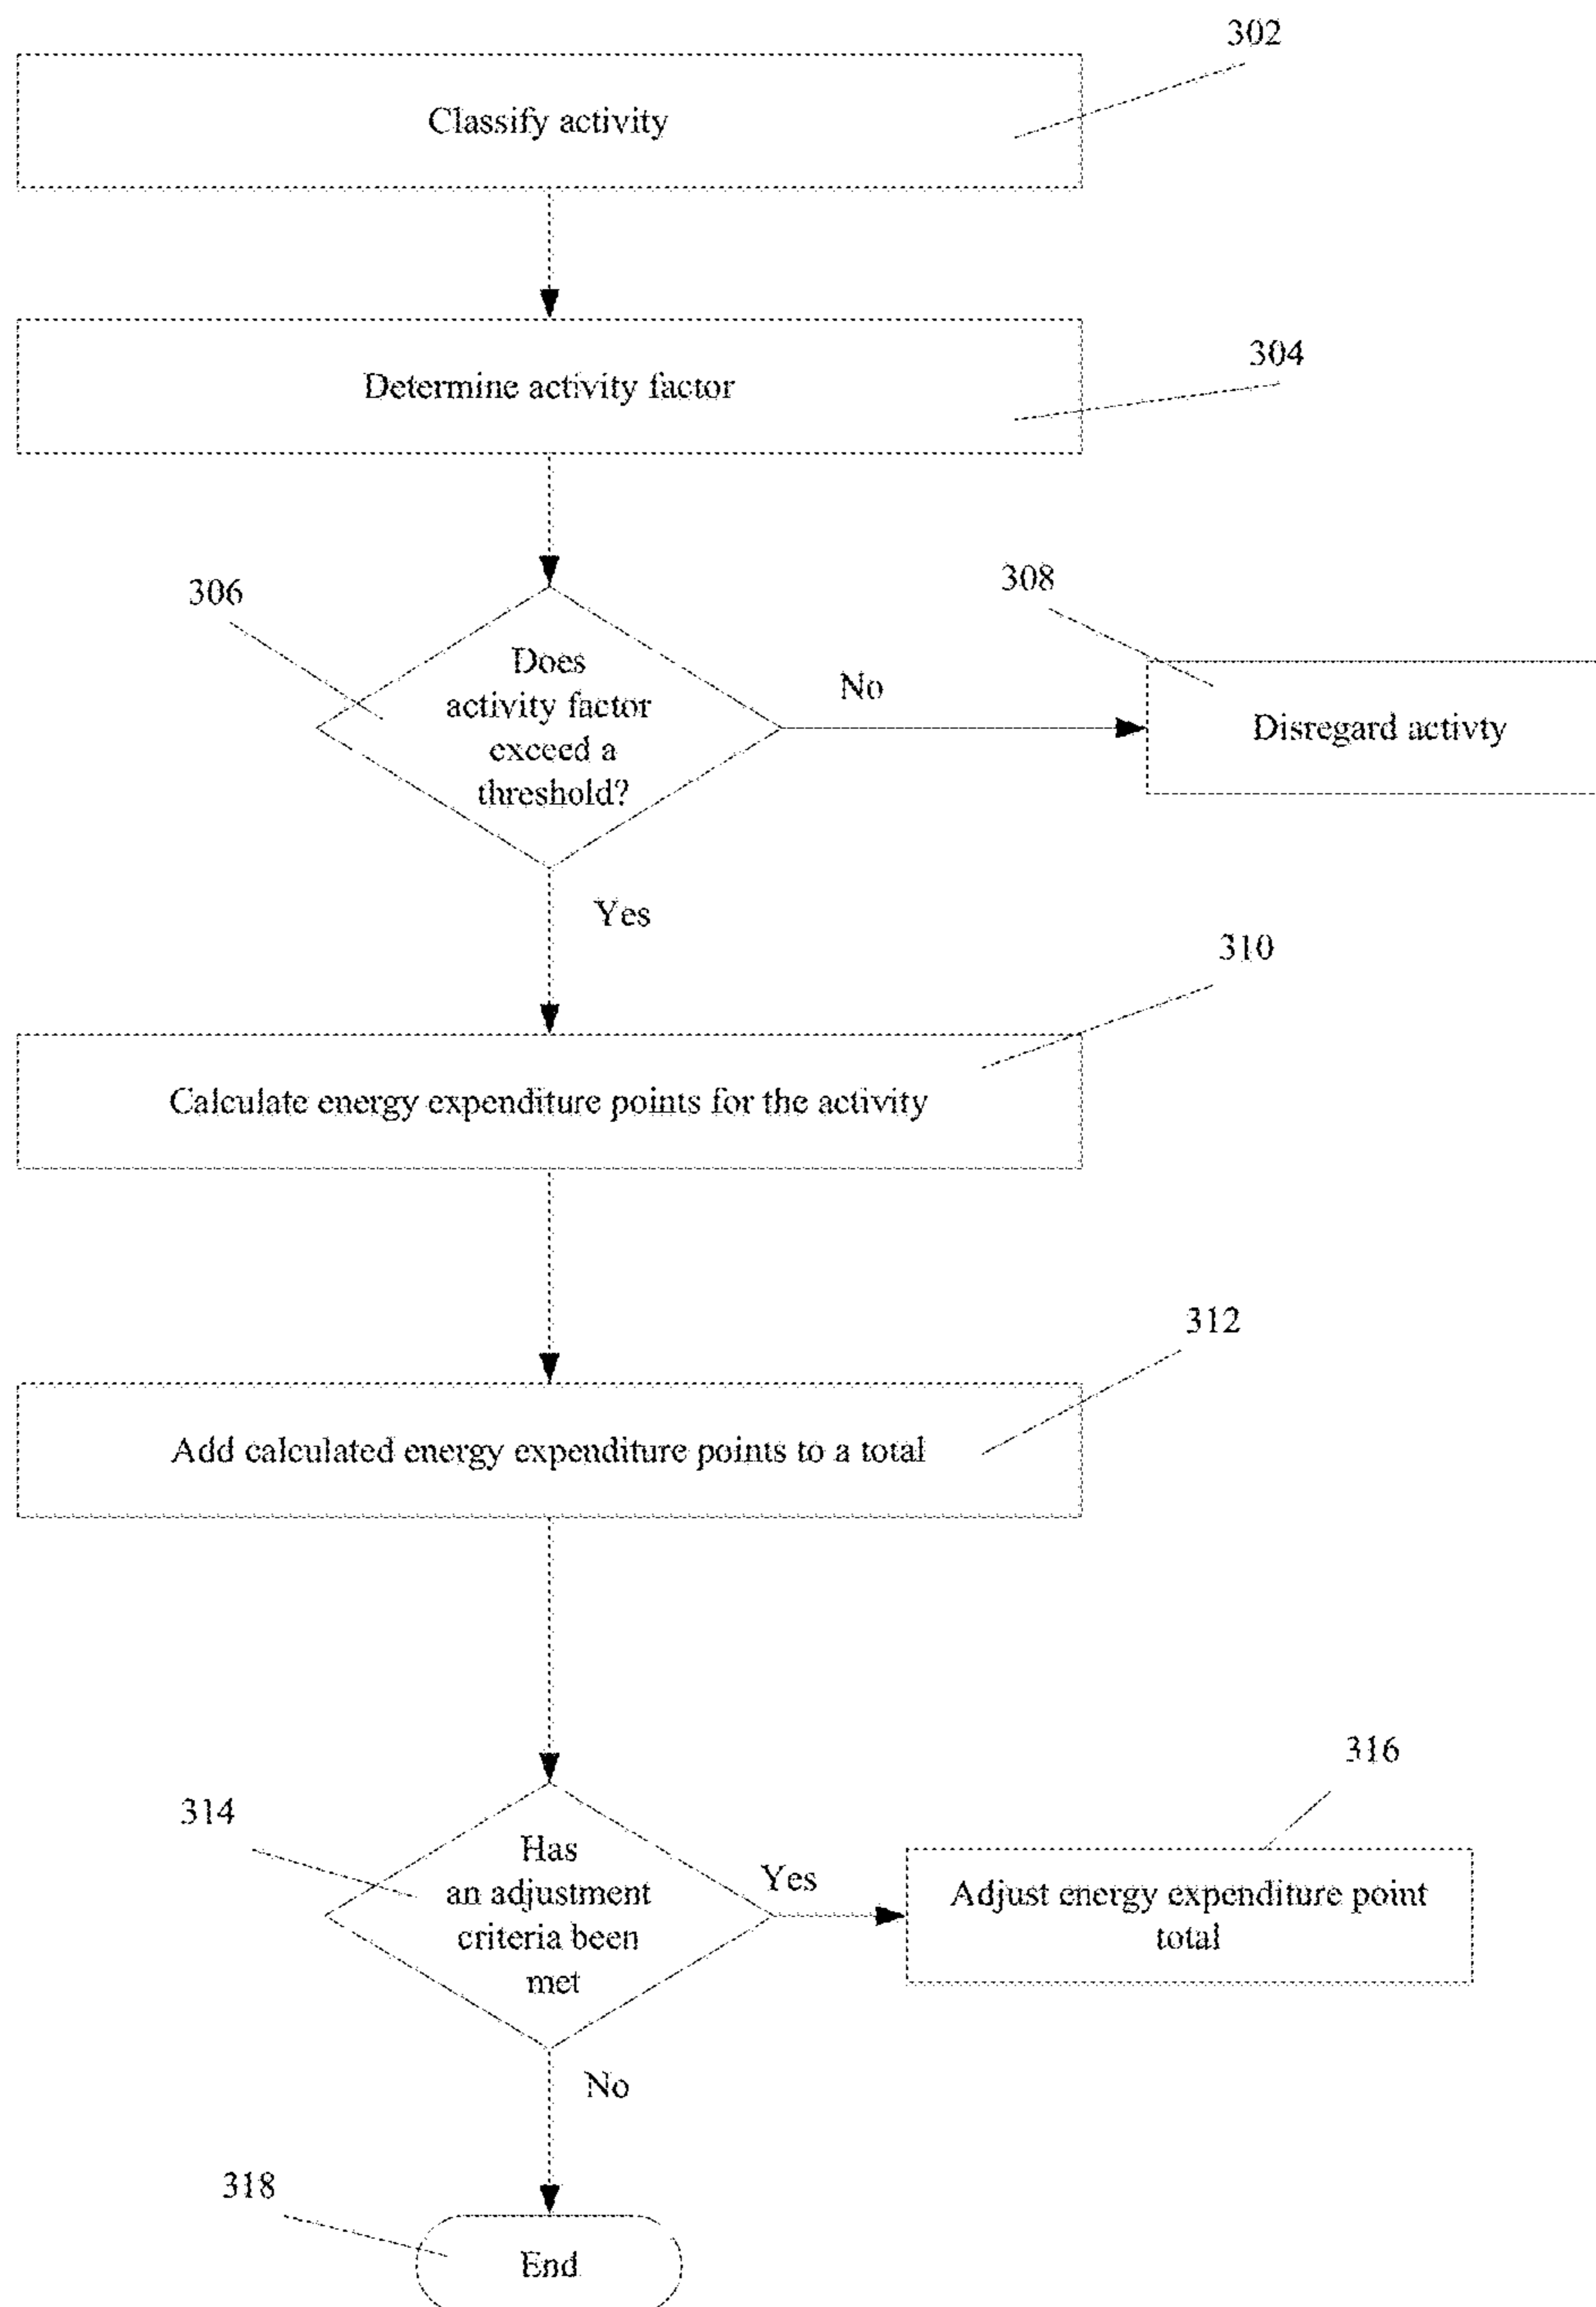 302
Classify activity
304
Determine activity factor
306
Does
activity factor
exceed a
threshold?
No
308
Disregard activty
Yes
310
Calculate energy expenditure points for the activity
312
Add calculated energy expenditure points to a total
314
Has
an adjustment
criteria been
met
Yes
316
Adjust energy expenditure point
total
No
318
End